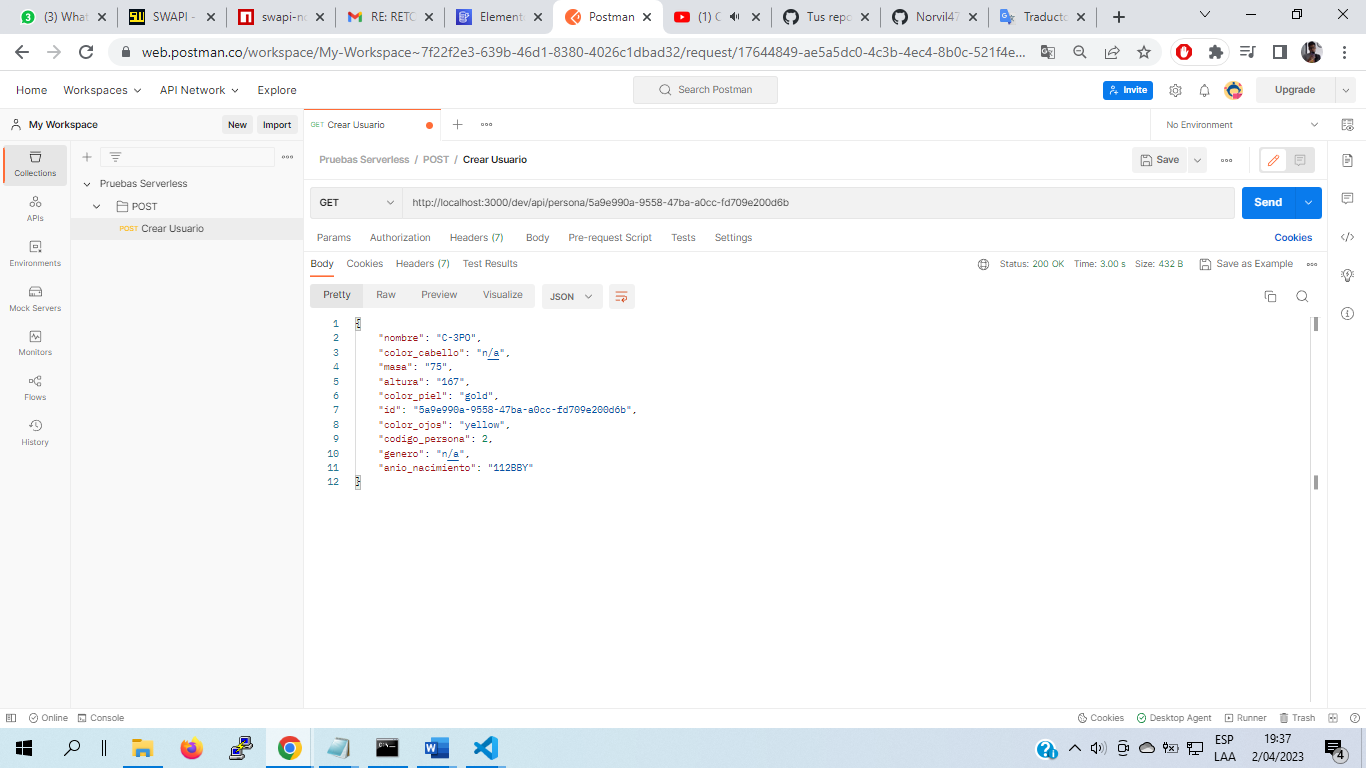 (3) What
SWAPI -
swapi-no
RE: RETO
Elemento
Postman
(1) C
Tus repo
Norvil47
Traducto
web.postman.co/workspace/My-Workspace~7f22f2e3-639b-46d1-8380-4026c1dbad32/request/17644849-ae5a5dc0-4c3b-4ec4-8b0c-521f4e...
Home Workspaces API Network Explore
Search Postman
Invite
Upgrade
My Workspace
New Import
GET Crear Usuario
No Environment
Collections
APIs
Environments
Mock Servers
Monitors
Flows
History
Pruebas Serverless
POST
POST Crear Usuario
Pruebas Serverless / POST / Crear Usuario
Save
GET
http://localhost:3000/dev/api/persona/5a9e990a-9558-47ba-a0cc-fd709e200d6b
Send
Params Authorization Headers (7) Body Pre-request Script Tests Settings
Cookies
Body Cookies Headers (7) Test Results
Status: 200 OK Time: 3.00 s Size: 432 B Save as Example
Pretty Raw Preview Visualize JSON
1 {
2 "nombre": "C-3PO",
3 "color_cabello": "n/a",
4 "masa": "75",
5 "altura": "167",
6 "color_piel": "gold",
7 "id": "5a9e990a-9558-47ba-a0cc-fd709e200d6b",
8 "color_ojos": "yellow",
9 "codigo_persona": 2,
10 "genero": "n/a",
11 "anio_nacimiento": "112BBY"
12 }
Online Console
Cookies Desktop Agent Runner Trash
ESP
LAA
19:37
2/04/2023
4